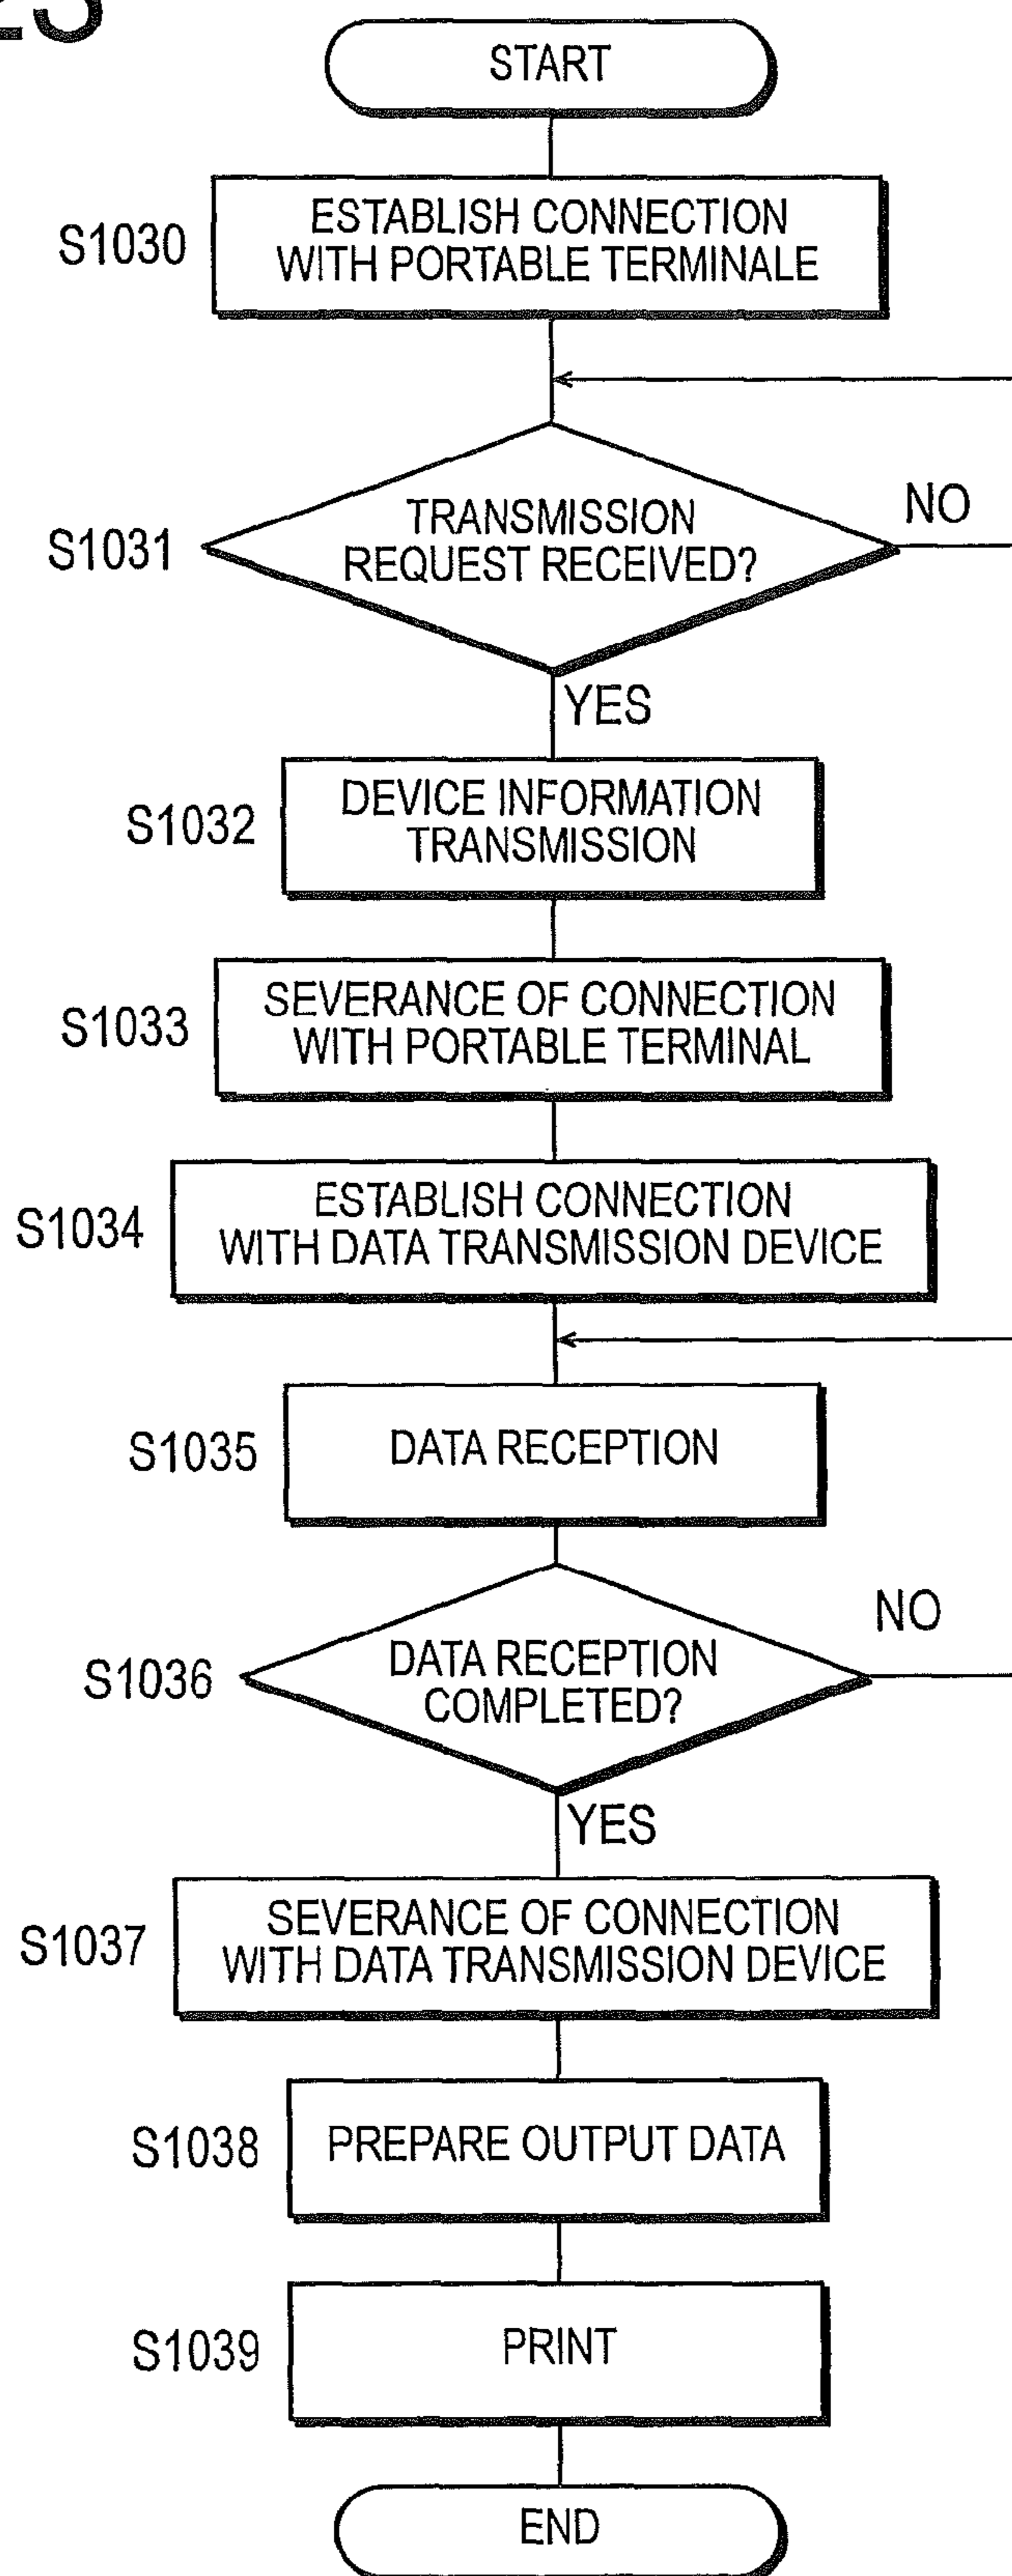 START
S1030
ESTABLISH CONNECTION
WITH PORTABLE TERMINALE
S1031
TRANSMISSION
REQUEST RECEIVED?
NO
YES
S1032
DEVICE INFORMATION
TRANSMISSION
S1033
SEVERANCE OF CONNECTION
WITH PORTABLE TERMINAL
S1034
ESTABLISH CONNECTION
WITH DATA TRANSMISSION DEVICE
S1035
DATA RECEPTION
S1036
DATA RECEPTION
COMPLETED?
NO
YES
S1037
SEVERANCE OF CONNECTION
WITH DATA TRANSMISSION DEVICE
S1038
PREPARE OUTPUT DATA
S1039
PRINT
END